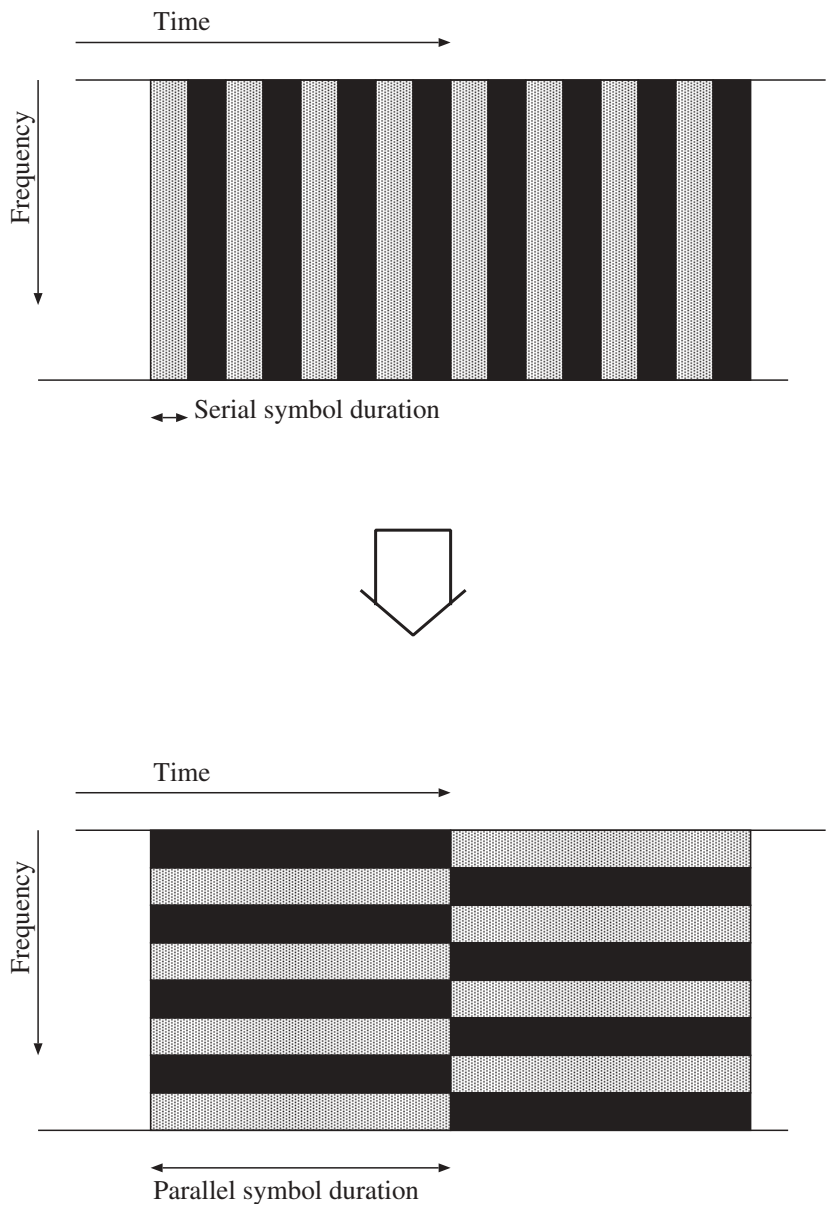 Time
Frequency
Serial symbol duration
Time
Frequency
Parallel symbol duration